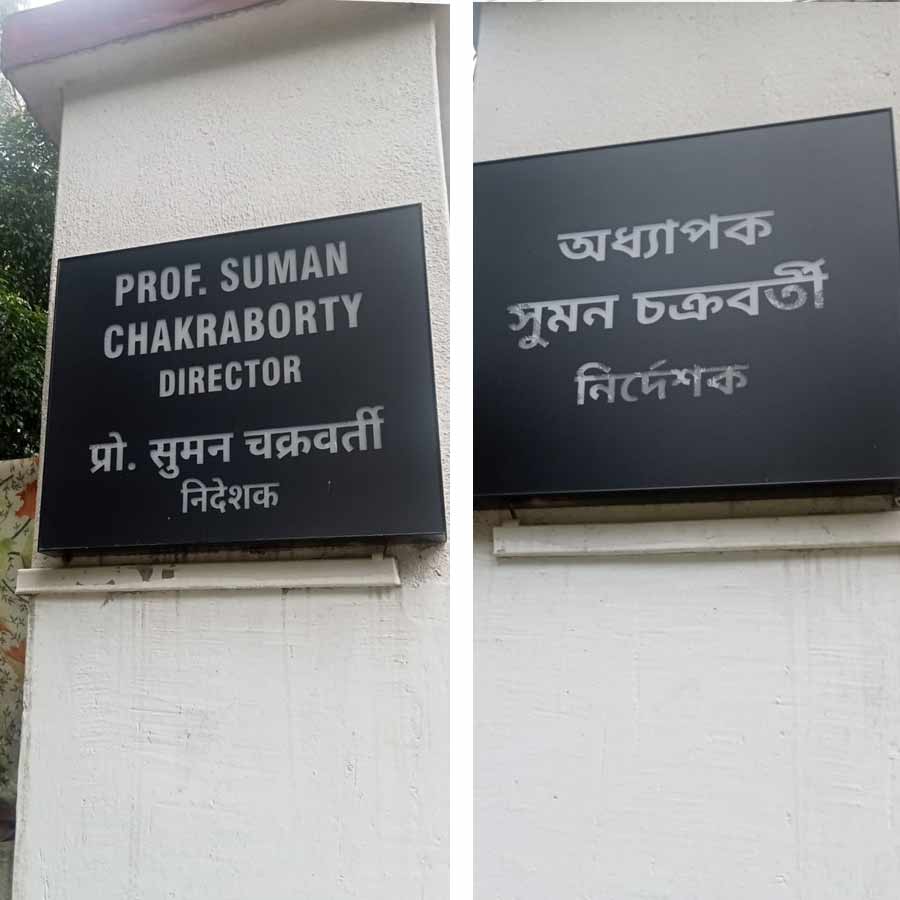 PROF. SUMAN
CHAKRABORTY
DIRECTOR
प्रो. सुमन चक्रवर्ती
निदेशक
অধ্যাপক
সুমন চক্রবর্তী
নির্দেশক